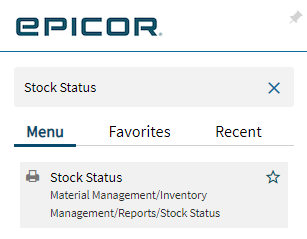 EPICOR®
Stock Status
Menu Favorites Recent
Stock Status
Material Management/Inventory
Management/Reports/Stock Status